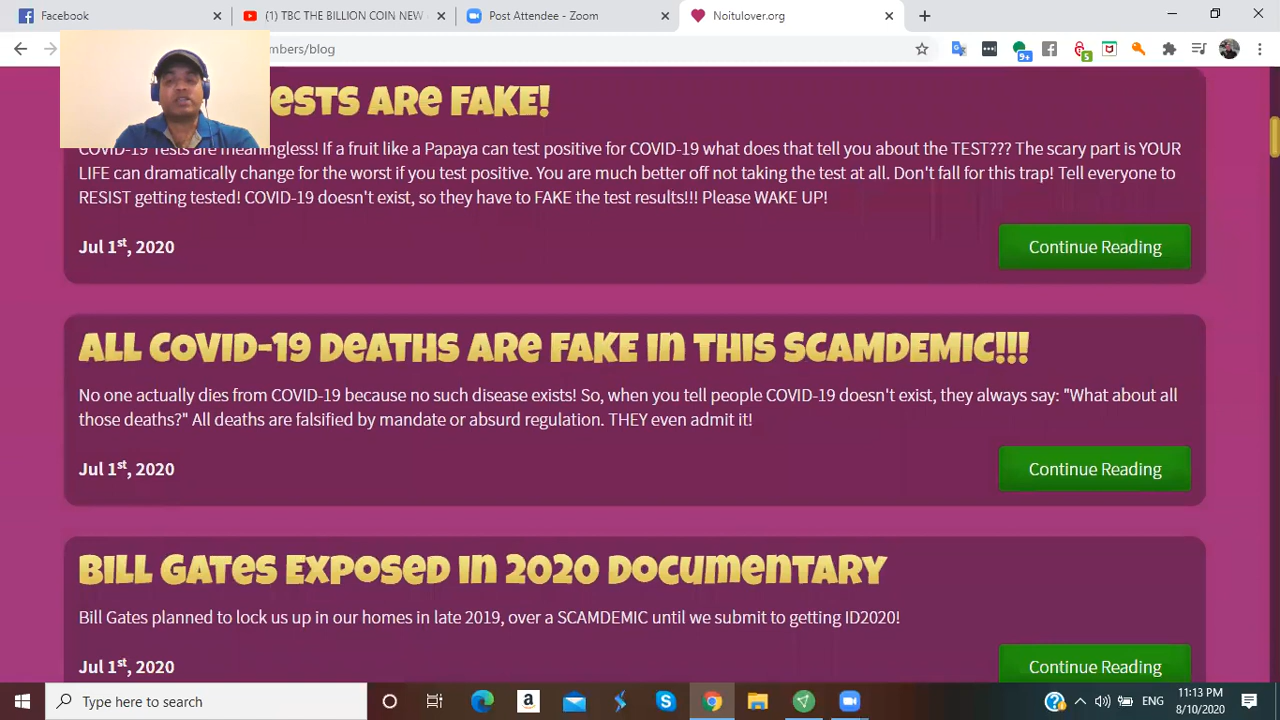 Facebook
(1) TBC THE BILLION COIN NEW
Post Attendee - Zoom
Noitulover.org
mbers/blog
9+
5
TESTS ARE FAKE!
COVID-19 Tests are meaningless! If a fruit like a Papaya can test positive for COVID-19 what does that tell you about the TEST??? The scary part is YOUR
LIFE can dramatically change for the worst if you test positive. You are much better off not taking the test at all. Don't fall for this trap! Tell everyone to
RESIST getting tested! COVID-19 doesn't exist, so they have to FAKE the test results!!! Please WAKE UP!
Jul 1st, 2020
Continue Reading
ALL COVID-19 DEATHS ARE FAKE IN THIS SCAMDEMIC!!!
No one actually dies from COVID-19 because no such disease exists! So, when you tell people COVID-19 doesn't exist, they always say: "What about all
those deaths?" All deaths are falsified by mandate or absurd regulation. THEY even admit it!
Jul 1st, 2020
Continue Reading
BILL GATES EXPOSED IN 2020 DOCUMENTARY
Bill Gates planned to lock us up in our homes in late 2019, over a SCAMDEMIC until we submit to getting ID2020!
Jul 1st, 2020
Continue Reading
Type here to search
ENG
11:13 PM
8/10/2020